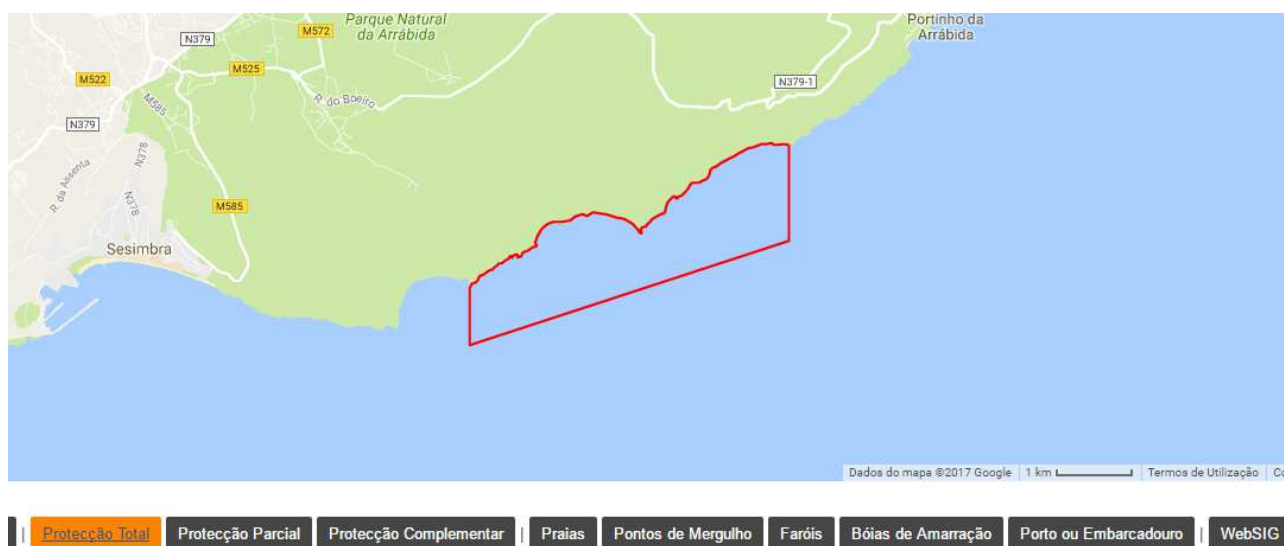 Parque Natural
da Arrábida
Portinho da
Arrábida
N379
M572
M522
M525
N379-1
R. do Boeiro
M585
N379
N378
R. da Assenta
N378
M585
Sesimbra
Dados do mapa ©2017 Google | 1 km | Termos de Utilização
| Protecção Total Protecção Parcial Protecção Complementar | Praias Pontos de Mergulho Faróis Bóias de Amarração Porto ou Embarcadouro | WebSIG